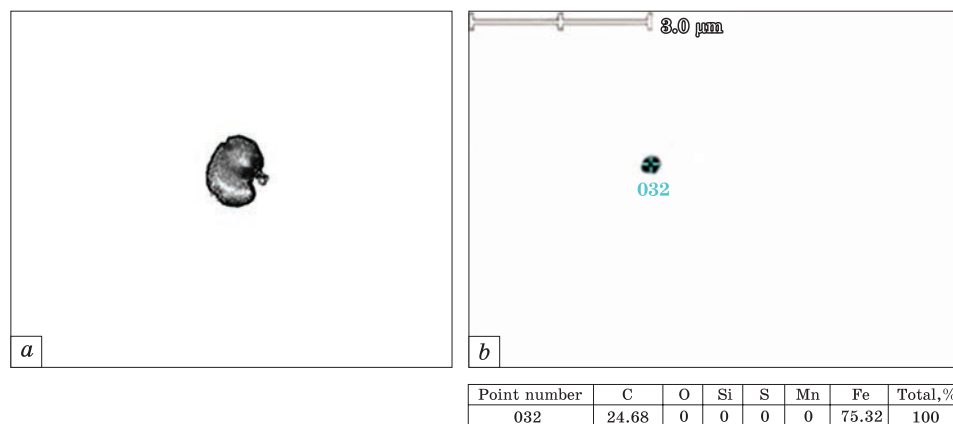 3.0 µm
032
a
b
Point number C O Si S Mn Fe Total,%
032 24.68 0 0 0 0 75.32 100